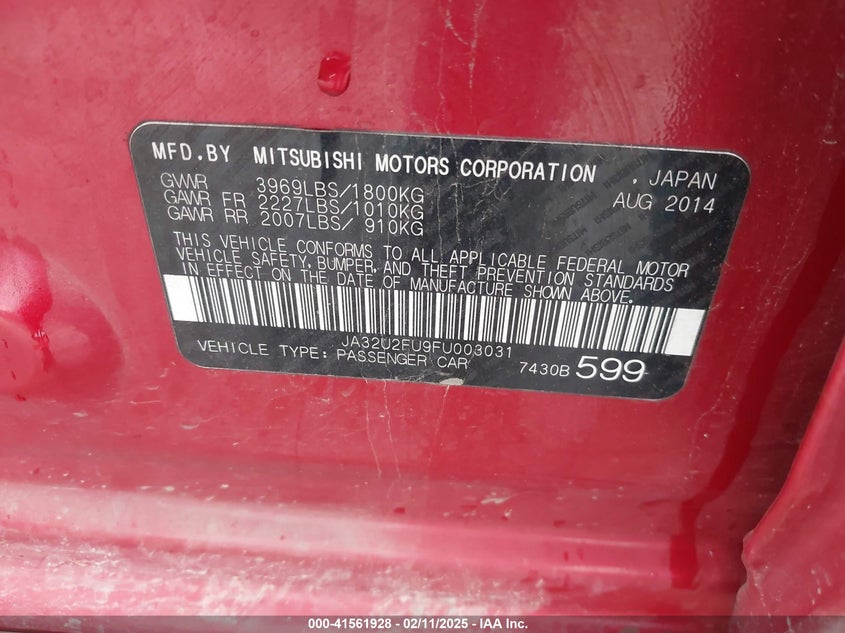 MFD.BY MITSUBISHI MOTORS CORPORATION , JAPAN
GVWR 3969LBS/1800KG AUG 2014
GAWR FR 2227LBS/1010KG
GAWR RR 2007LBS/ 910KG
THIS VEHICLE CONFORMS TO ALL APPLICABLE FEDERAL MOTOR
VEHICLE SAFETY, BUMPER, AND THEFT PREVENTION STANDARDS
IN EFFECT ON THE DATE OF MANUFACTURE SHOWN ABOVE.
JA32U2FU9FU003031
VEHICLE TYPE: PASSENGER CAR 7430B 599
000-41561928 - 02/11/2025 - IAA Inc.